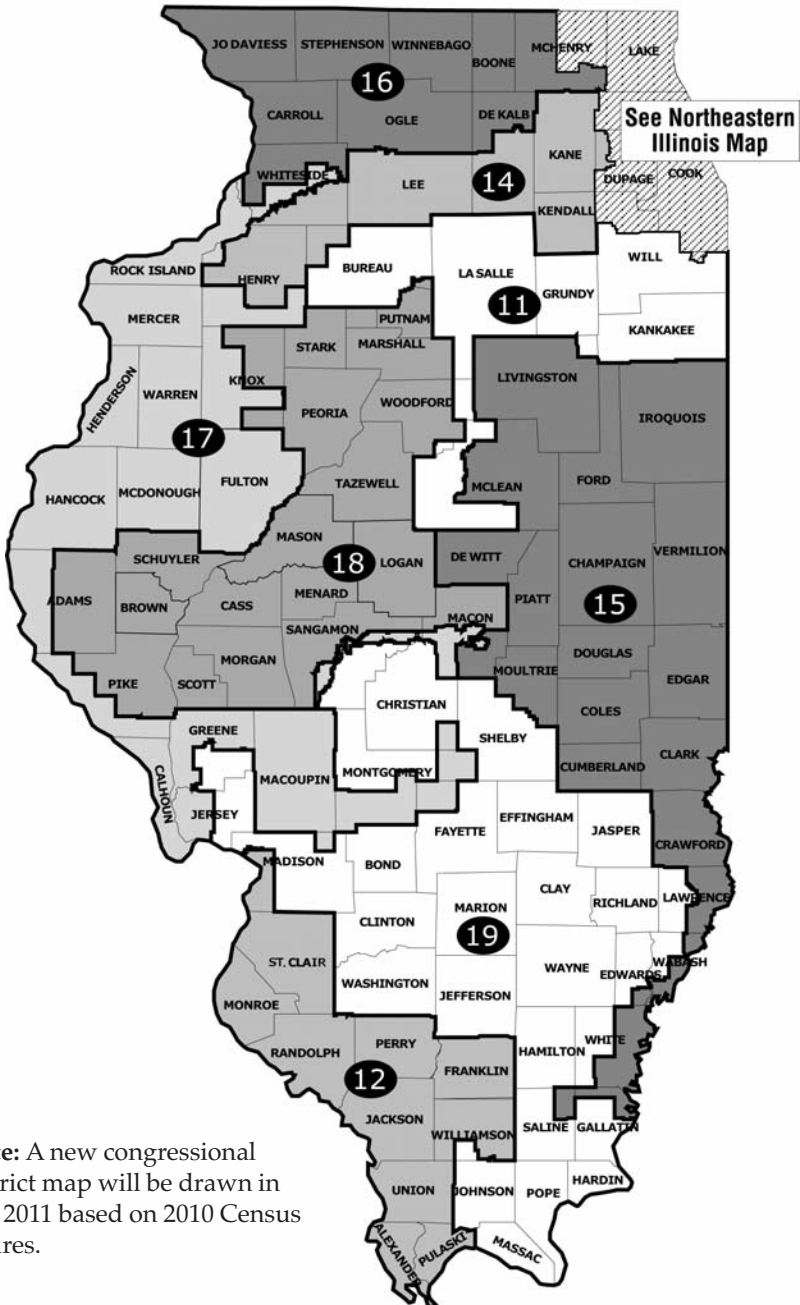 JO DAVIESS
STEPHENSON
WINNEBAGO
BOONE
MCHENRY
LAKE
16
CARROLL
OGLE
DE KALB
See Northeastern
Illinois Map
KANE
WHITESIDE
LEE
14
DUPAGE
COOK
KENDALL
ROCK ISLAND
HENRY
BUREAU
LA SALLE
WILL
GRUNDY
11
MERCER
PUTNAM
KANKAKEE
STARK
MARSHALL
HENDERSON
WARREN
KNOX
LIVINGSTON
PEORIA
WOODFORD
IROQUOIS
17
HANCOCK
MCDONOUGH
FULTON
TAZEWELL
MCLEAN
FORD
MASON
SCHUYLER
18
LOGAN
DE WITT
CHAMPAIGN
VERMILION
ADAMS
BROWN
CASS
MENARD
PIATT
15
SANGAMON
MACON
MORGAN
DOUGLAS
PIKE
SCOTT
MOULTRIE
EDGAR
CHRISTIAN
COLES
GREENE
SHELBY
CLARK
CALHOUN
MACOUPIN
MONTGOMERY
CUMBERLAND
JERSEY
FAYETTE
EFFINGHAM
JASPER
CRAWFORD
MADISON
BOND
CLAY
RICHLAND
LAWRENCE
CLINTON
MARION
19
ST. CLAIR
WASHINGTON
WAYNE
EDWARDS
WABASH
JEFFERSON
MONROE
RANDOLPH
PERRY
HAMILTON
WHITE
12
FRANKLIN
JACKSON
WILLIAMSON
SALINE
GALLATIN
te: A new congressional
rict map will be drawn in
2011 based on 2010 Census
ires.
UNION
JOHNSON
POPE
HARDIN
ALEXANDER
PULASKI
MASSAC